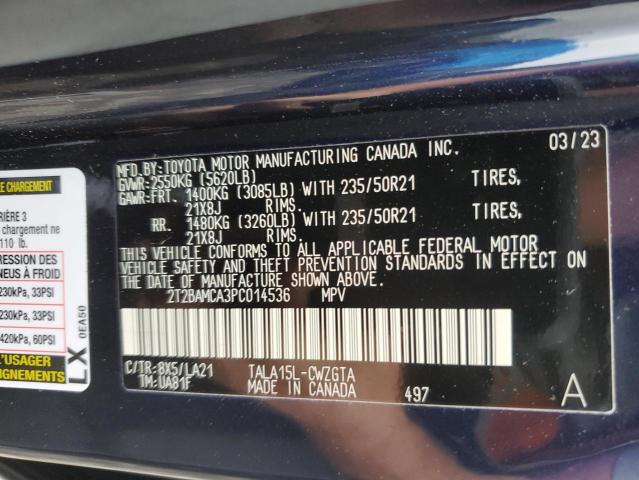 E CHARGEMENT
RIÈRE 3
chargement ne
110 lb.
RESSION DES
NEUS À FROID
230kPa, 33PSI
230kPa, 33PSI
420kPa, 60PSI
L'USAGER
EIGNEMENTS
LX 0EA50
03/23
MFD.BY:TOYOTA MOTOR MANUFACTURING CANADA INC.
GVWR:2550KG (5620LB)
GAWR:FRT. 1400KG (3085LB) WITH 235/50R21 TIRES,
21X8J RIMS,
RR. 1480KG (3260LB) WITH 235/50R21 TIRES,
21X8J RIMS.
THIS VEHICLE CONFORMS TO ALL APPLICABLE FEDERAL MOTOR
VEHICLE SAFETY AND THEFT PREVENTION STANDARDS IN EFFECT ON
THE DATE OF MANUFACTURE SHOWN ABOVE.
2T2BAMCA3PC014536 MPV
C/TR:8X5/LA21 TALA15L-CWZGTA
TM:UA81F MADE IN CANADA 497 A